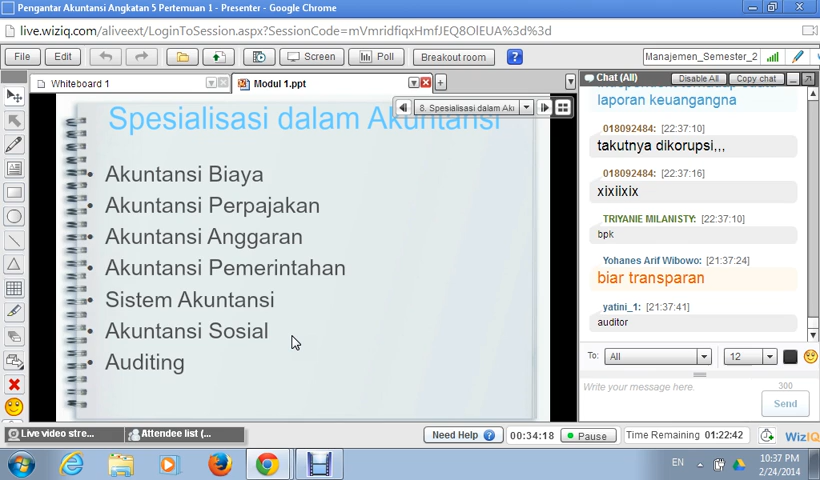 Pengantar Akuntansi Angkatan 5 Pertemuan 1 - Presenter - Google Chrome
live.wiziq.com/aliveext/LoginToSession.aspx?SessionCode=mVmridfiqxHmfJEQ8OlEUA%3d%3d
File Edit Screen Poll Breakout room ? Manajemen_Semester_2
Whiteboard 1 Modul 1.ppt
8. Spesialisasi dalam Aku
Spesialisasi dalam Akuntansi
• Akuntansi Biaya
• Akuntansi Perpajakan
• Akuntansi Anggaran
• Akuntansi Pemerintahan
• Sistem Akuntansi
• Akuntansi Sosial
• Auditing
Chat (All) Disable All Copy chat
laporan keuangangna
018092484: [22:37:10]
takutnya dikorupsi,,,
018092484: [22:37:16]
xixiixix
TRIYANIE MILANISTY: [22:37:10]
bpk
Yohanes Arif Wibowo: [21:37:24]
biar transparan
yatini_1: [21:37:41]
auditor
To: All 12
Write your message here. 300
Send
Live video stre... Attendee list (...
Need Help ? 00:34:18 Pause Time Remaining 01:22:42 WizIQ
EN 10:37 PM
2/24/2014